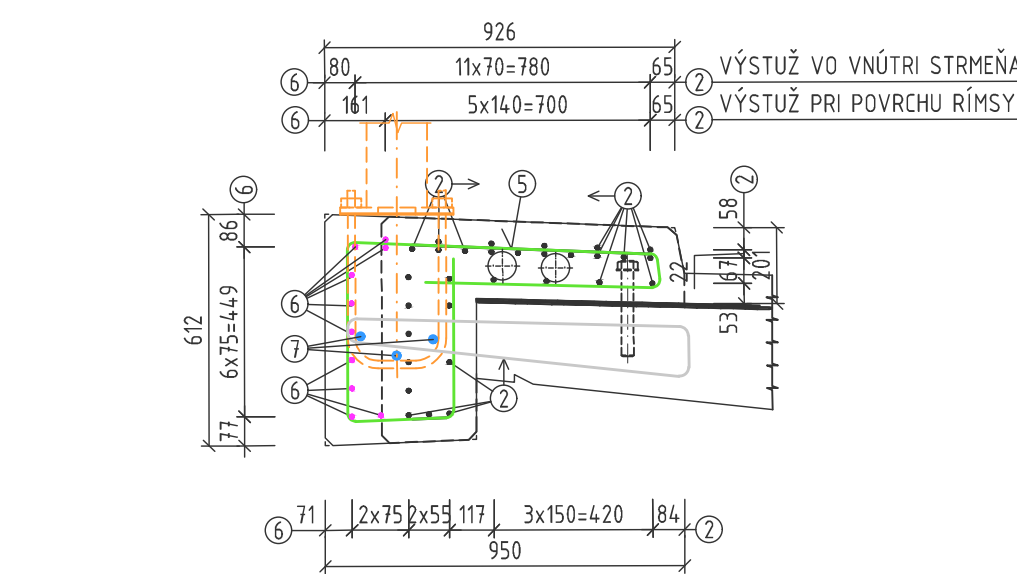 926
80 11x70=780 65
6 2 VÝSTUŽ VO VNÚTRI STRMEŇA
161 5x140=700 65
6 2 VÝSTUŽ PRI POVRCHU RÍMSY
6 2 5 2 2
86 58
6 22 67 201
612 6x75=449 53
7
6 2
77
71 2x75 2x55 117 3x150=420 84
6 2
950